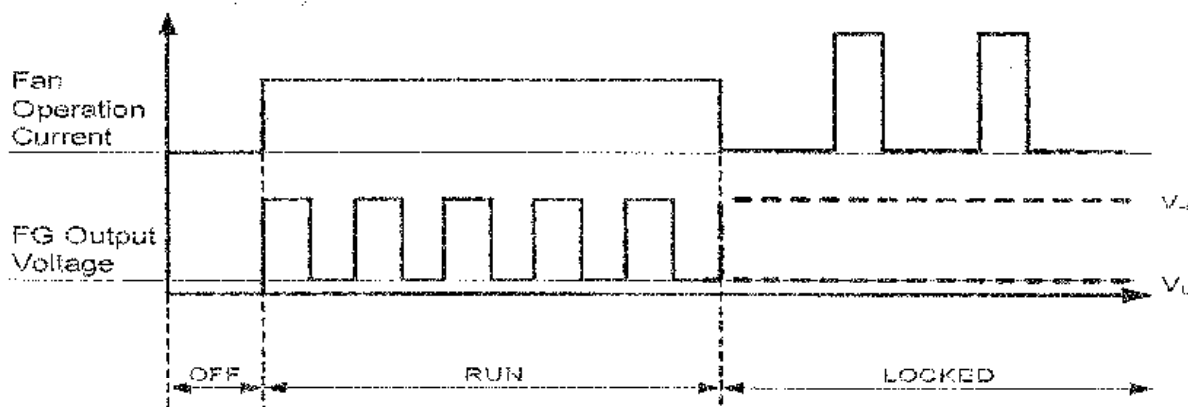 Fan
Operation
Current
FG Output
Voltage
OFF
RUN
LOCKED